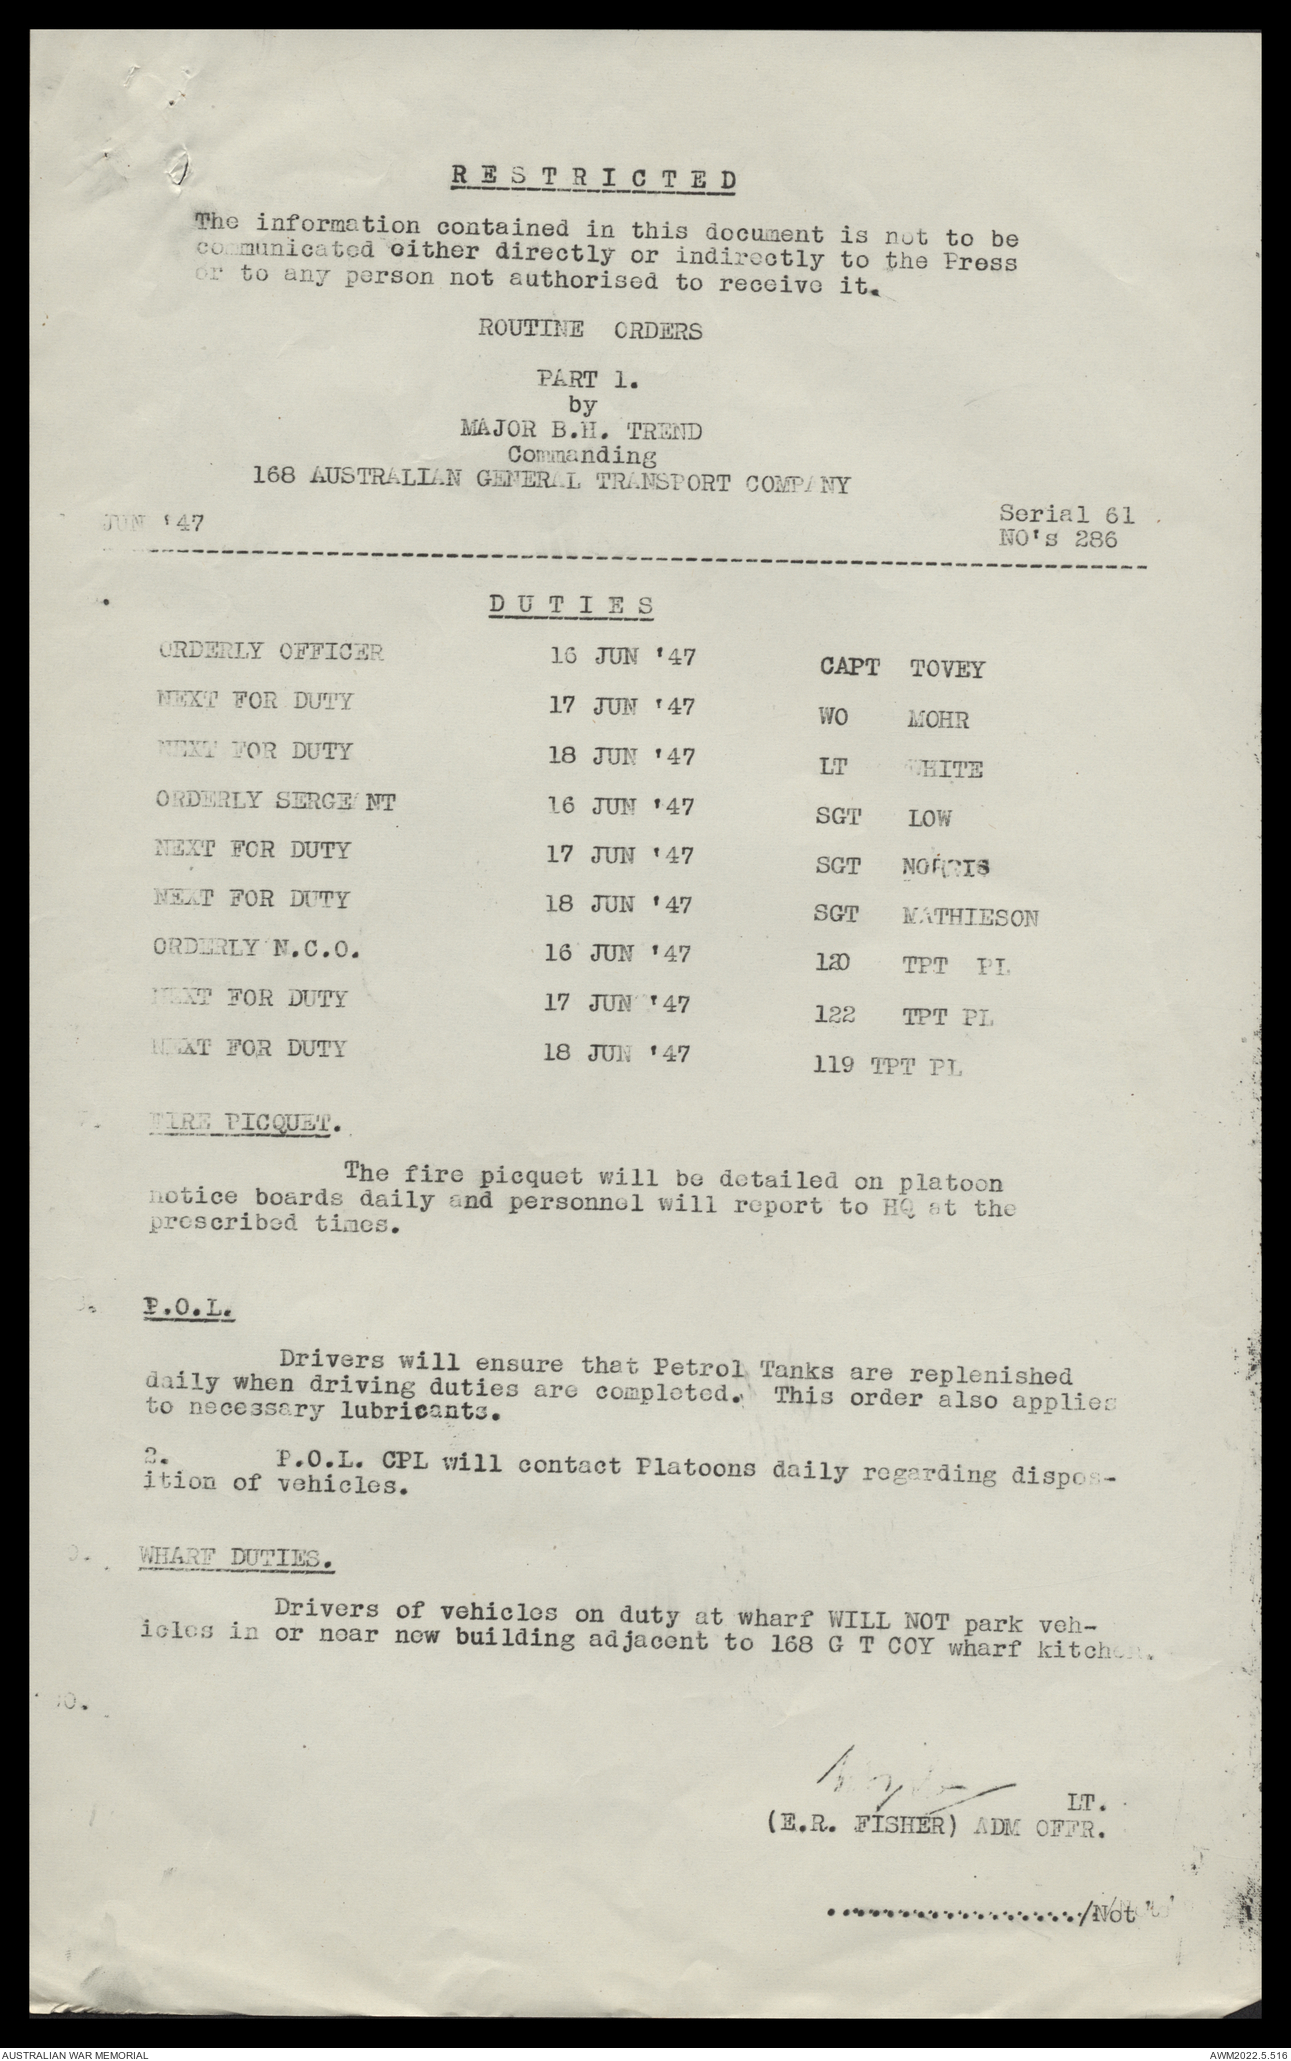 R E S T R I C T E D
The information contained in this document is not to be
communicated either directly or indirectly to the Press
or to any person not authorised to receive it.
ROUTINE ORDERS
PART 1.
by
MAJOR B.H. TREND
Commanding
168 AUSTRALIAN GENERAL TRANSPORT COMPANY
JUN '47
Serial 61
NO's 286
D U T I E S
ORDERLY OFFICER 16 JUN '47 CAPT TOVEY
NEXT FOR DUTY 17 JUN '47 WO MOHR
NEXT FOR DUTY 18 JUN '47 LT WHITE
ORDERLY SERGEANT 16 JUN '47 SGT LOW
NEXT FOR DUTY 17 JUN '47 SGT NORRIS
NEXT FOR DUTY 18 JUN '47 SGT MATHIESON
ORDERLY N.C.O. 16 JUN '47 120 TPT PL
NEXT FOR DUTY 17 JUN '47 122 TPT PL
NEXT FOR DUTY 18 JUN '47 119 TPT PL
FIRE PICQUET.
The fire picquet will be detailed on platoon
notice boards daily and personnel will report to HQ at the
prescribed times.
P.O.L.
Drivers will ensure that Petrol Tanks are replenished
daily when driving duties are completed. This order also applies
to necessary lubricants.
2. P.O.L. CPL will contact Platoons daily regarding dispos-
ition of vehicles.
WHARF DUTIES.
Drivers of vehicles on duty at wharf WILL NOT park veh-
icles in or near new building adjacent to 168 G T COY wharf kitchen.
LT.
(E.R. FISHER) ADM OFFR.
................../Not
AUSTRALIAN WAR MEMORIAL
AWM2022.5.516